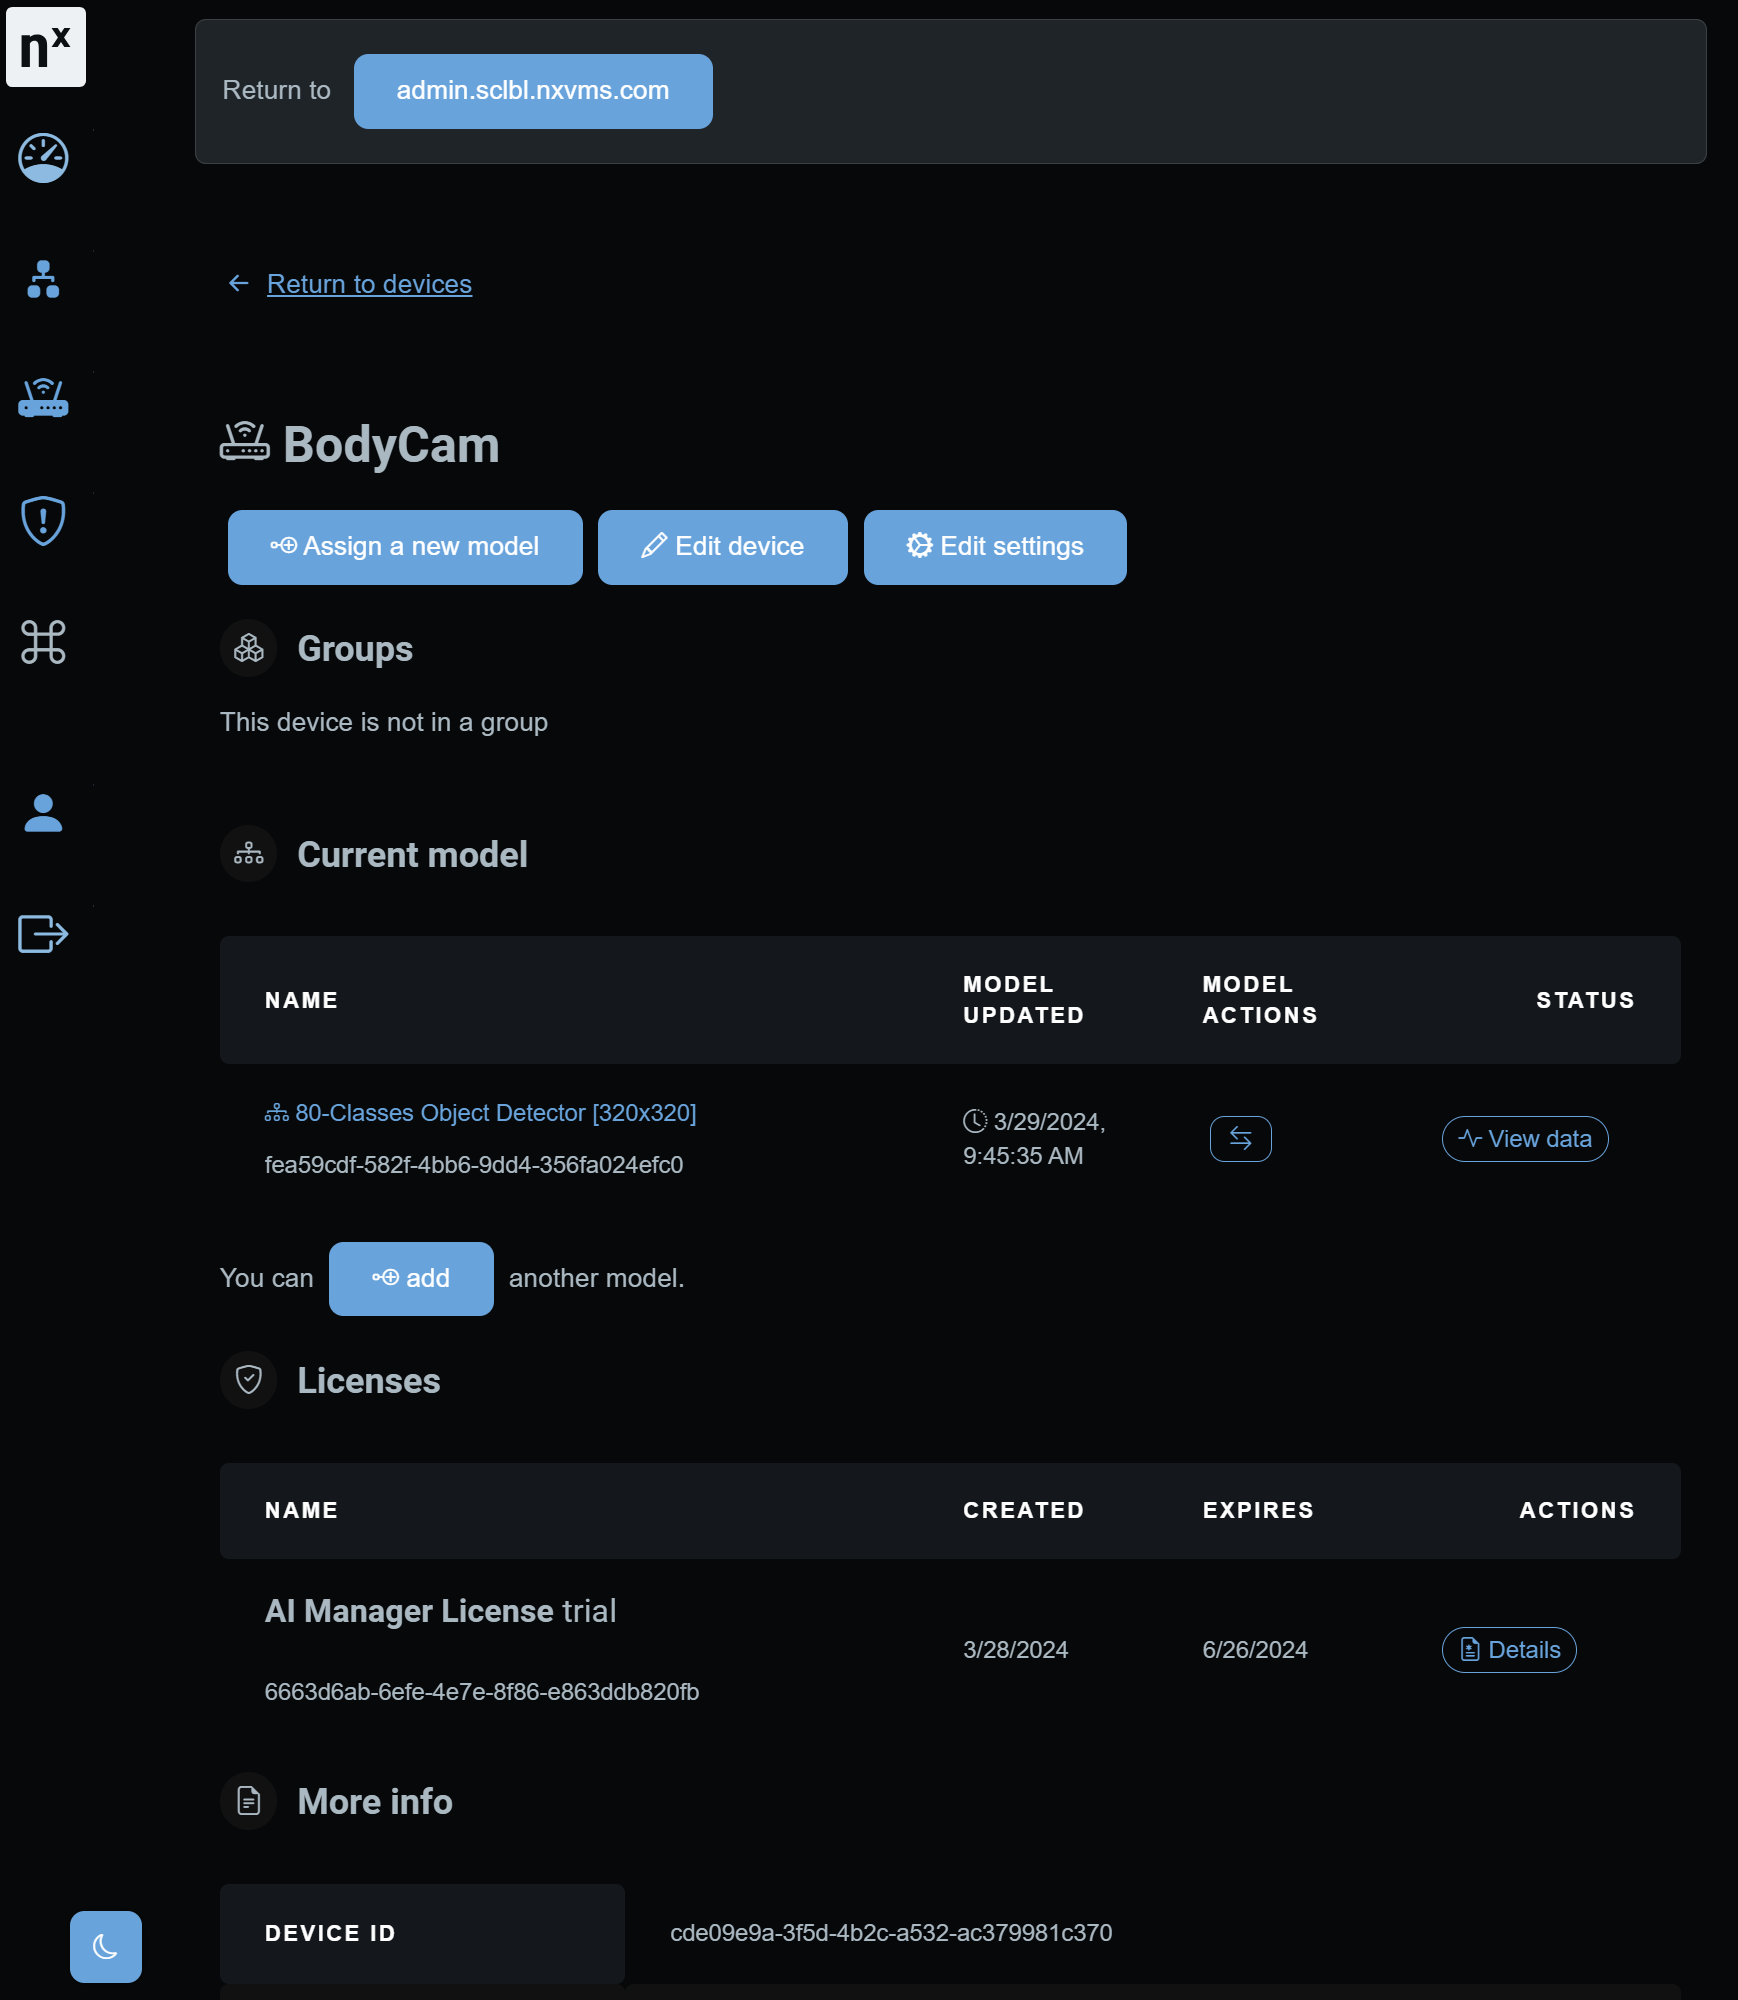 nx
Return to admin.sclbl.nxvms.com
Return to devices
BodyCam
Assign a new model Edit device Edit settings
Groups
This device is not in a group
Current model
NAME MODEL UPDATED MODEL ACTIONS STATUS
80-Classes Object Detector [320x320]
fea59cdf-582f-4bb6-9dd4-356fa024efc0
3/29/2024,
9:45:35 AM
View data
You can add another model.
Licenses
NAME CREATED EXPIRES ACTIONS
AI Manager License trial
6663d6ab-6efe-4e7e-8f86-e863ddb820fb
3/28/2024 6/26/2024 Details
More info
DEVICE ID cde09e9a-3f5d-4b2c-a532-ac379981c370